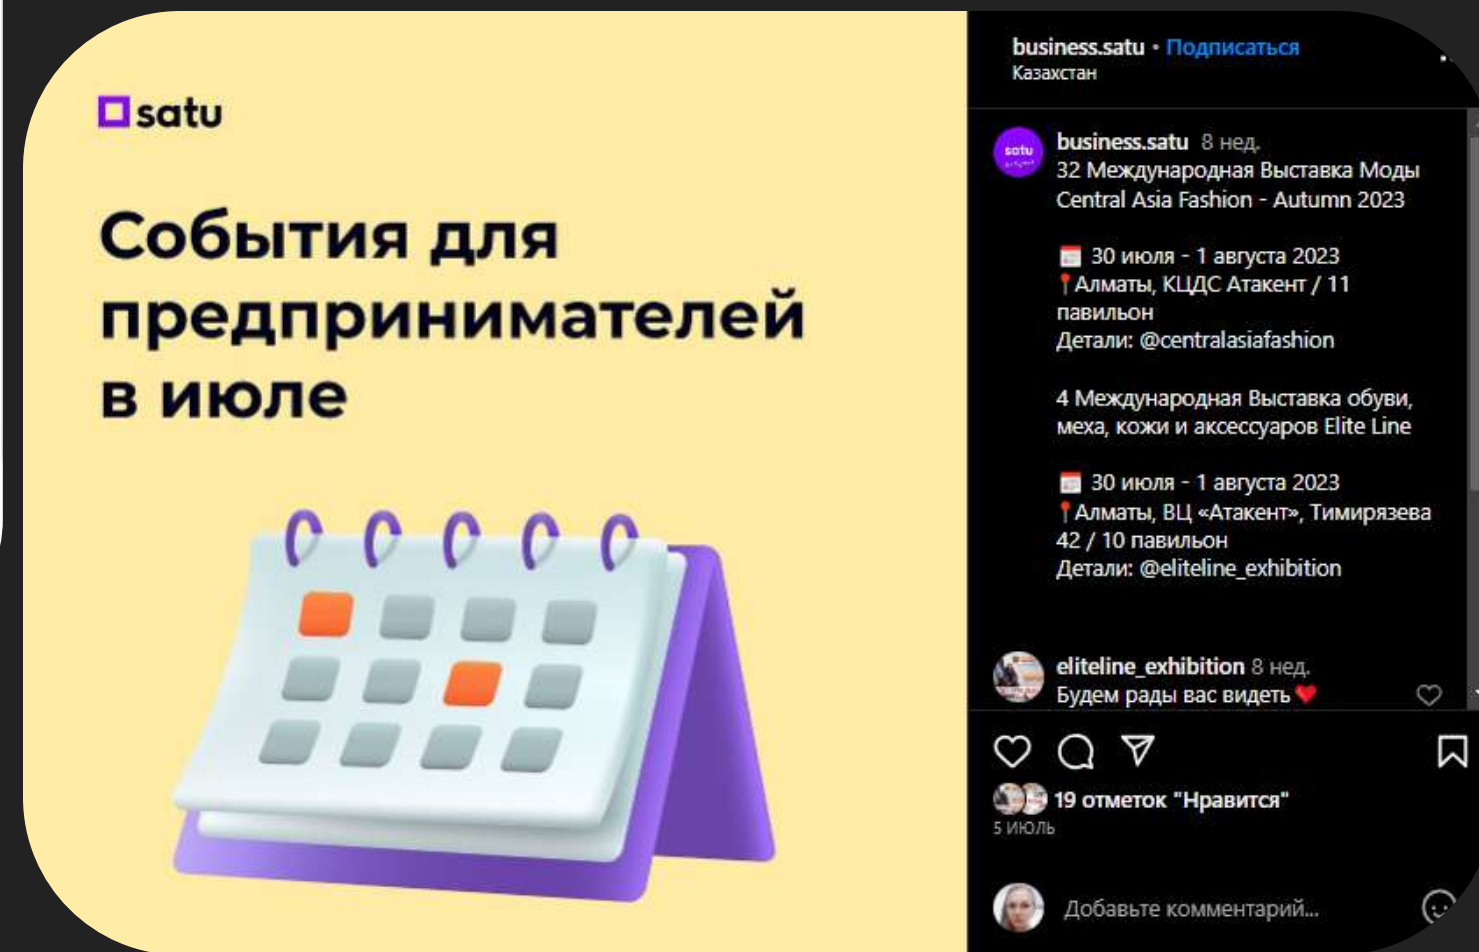 satu
События для
предпринимателей
в июле
business.satu • Подписаться
Казахстан
satu
business.satu 8 нед.
32 Международная Выставка Моды
Central Asia Fashion - Autumn 2023
30 июля - 1 августа 2023
Алматы, КЦДС Атакент / 11
павильон
Детали: @centralasiafashion
4 Международная Выставка обуви,
меха, кожи и аксессуаров Elite Line
30 июля - 1 августа 2023
Алматы, ВЦ «Атакент», Тимирязева
42 / 10 павильон
Детали: @eliteline_exhibition
eliteline_exhibition 8 нед.
Будем рады вас видеть❤️
19 отметок "Нравится"
5 ИЮЛЬ
Добавьте комментарий...